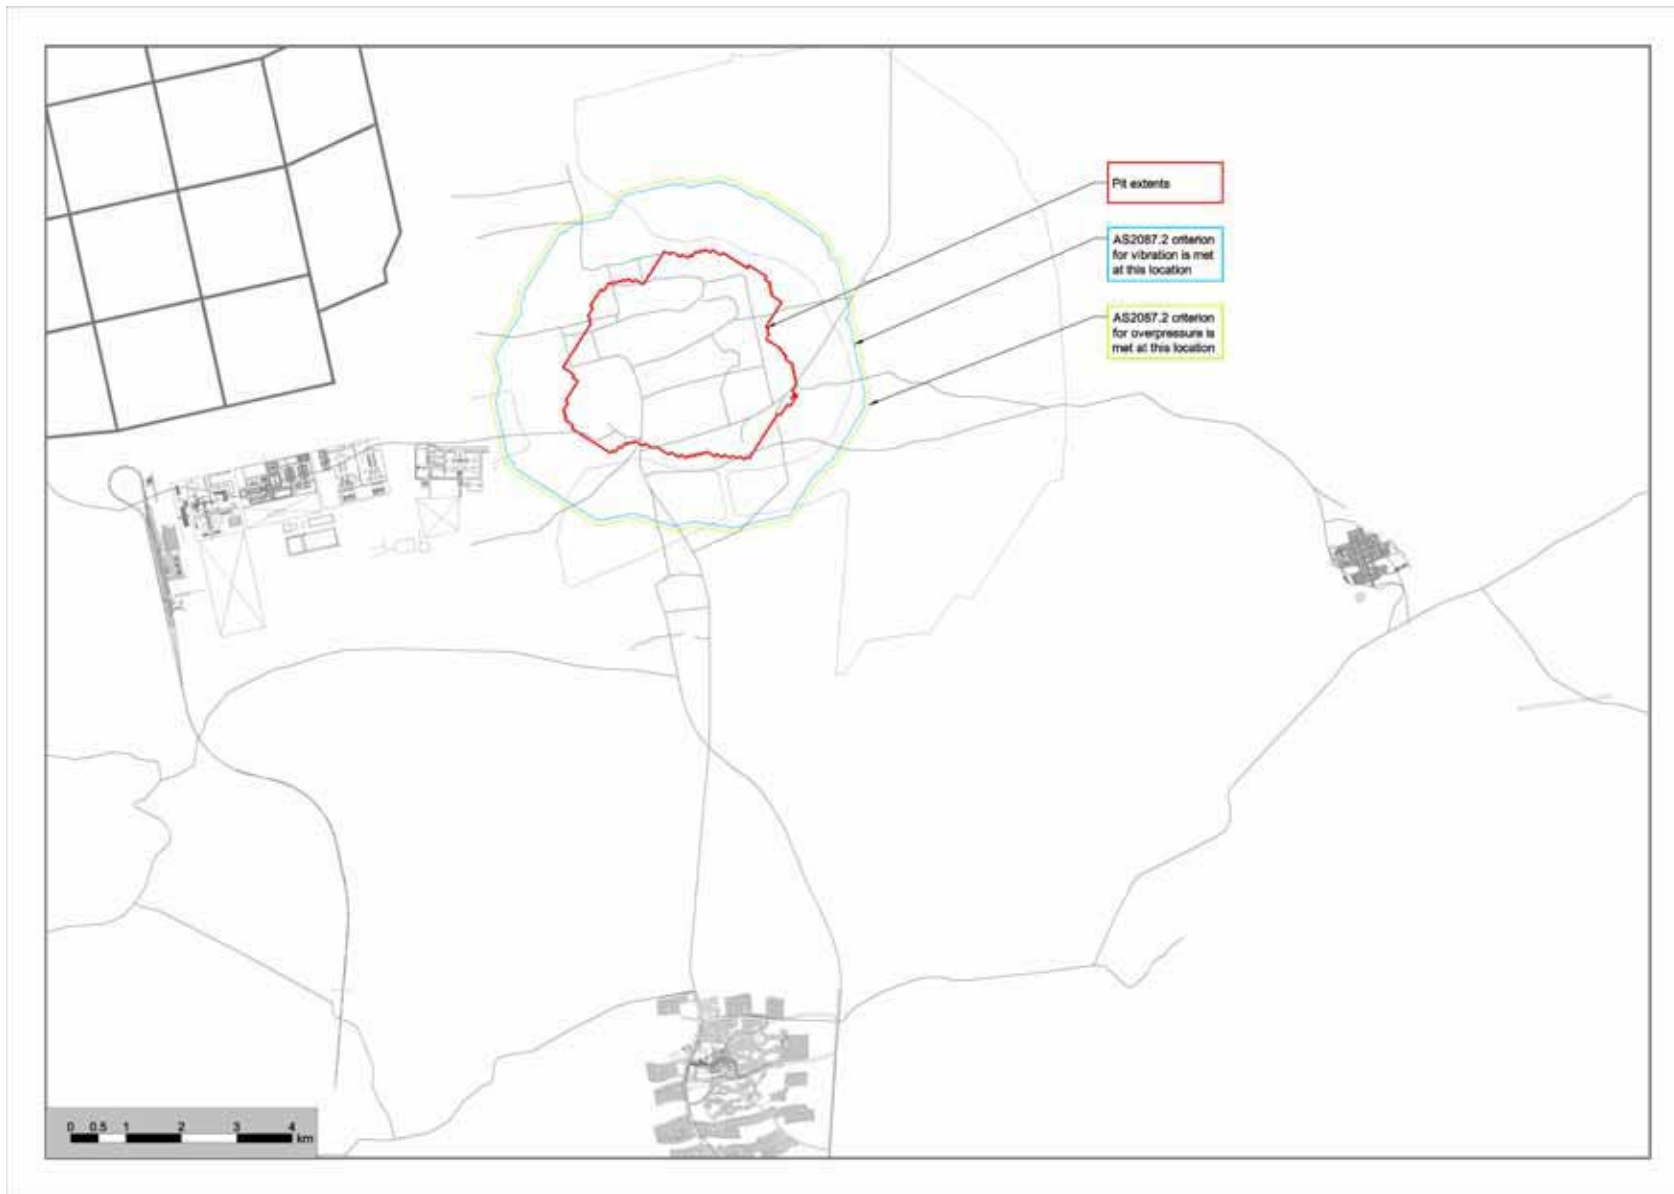 Pit extents
AS2087.2 criterion
for vibration is met
at this location
AS2087.2 criterion
for overpressure is
met at this location
0 0.5 1 2 3 4
km